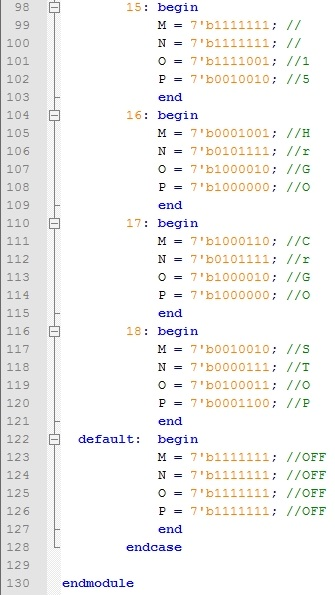 98 15: begin
99 M = 7'b1111111; //
100 N = 7'b1111111; //
101 O = 7'b1111001; //1
102 P = 7'b0010010; //5
103 end
104 16: begin
105 M = 7'b0001001; //H
106 N = 7'b0101111; //r
107 O = 7'b1000010; //G
108 P = 7'b1000000; //O
109 end
110 17: begin
111 M = 7'b1000110; //C
112 N = 7'b0101111; //r
113 O = 7'b1000010; //G
114 P = 7'b1000000; //O
115 end
116 18: begin
117 M = 7'b0010010; //S
118 N = 7'b0000111; //T
119 O = 7'b0100011; //O
120 P = 7'b0001100; //P
121 end
122 default: begin
123 M = 7'b1111111; //OFF
124 N = 7'b1111111; //OFF
125 O = 7'b1111111; //OFF
126 P = 7'b1111111; //OFF
127 end
128 endcase
129
130 endmodule